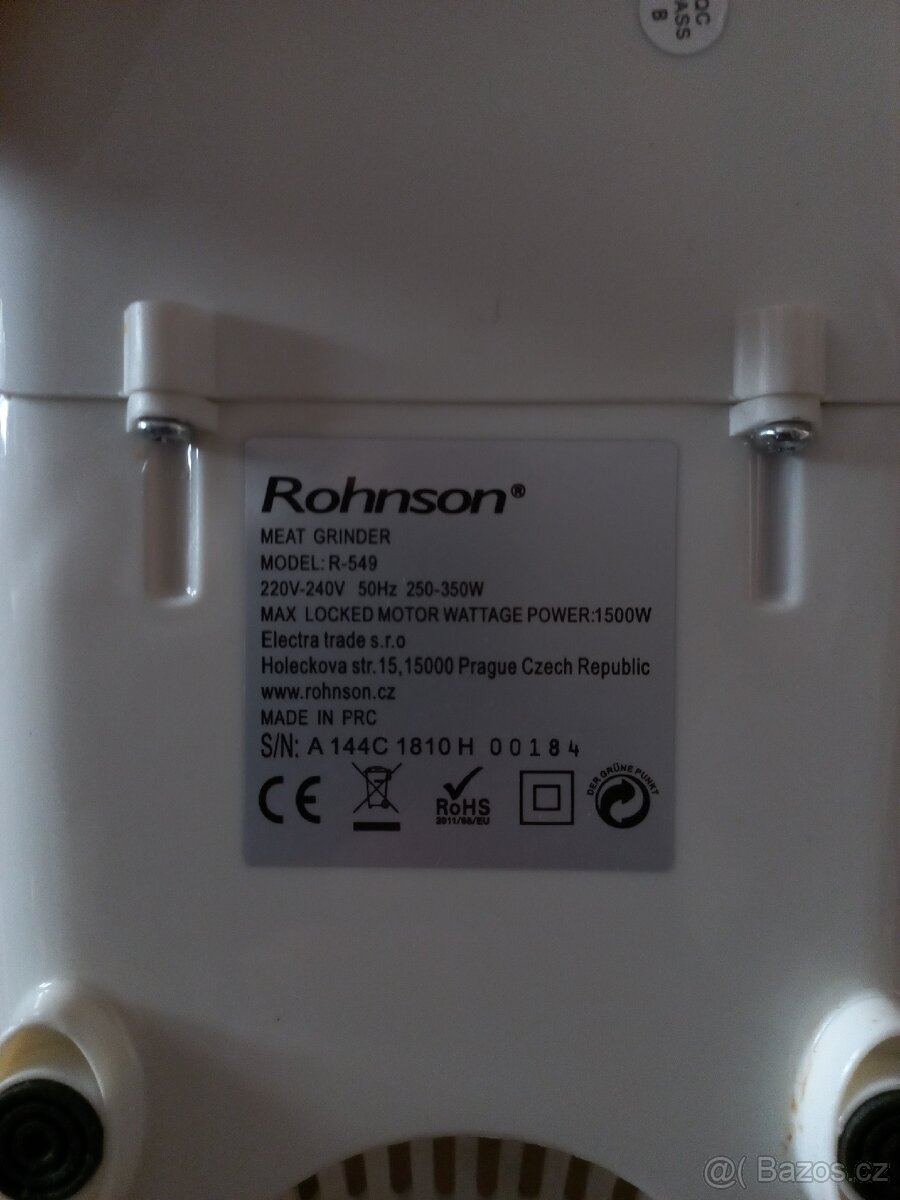 QC
ASS
B
Rohnson®
MEAT GRINDER
MODEL: R-549
220V-240V 50Hz 250-350W
MAX LOCKED MOTOR WATTAGE POWER:1500W
Electra trade s.r.o
Holeckova str.15,15000 Prague Czech Republic
www.rohnson.cz
MADE IN PRC
S/N: A 144C 1810 H 00184
CE
RoHS
2011/65/EU
DER GRÜNE PUNKT
@( Bazos.cz